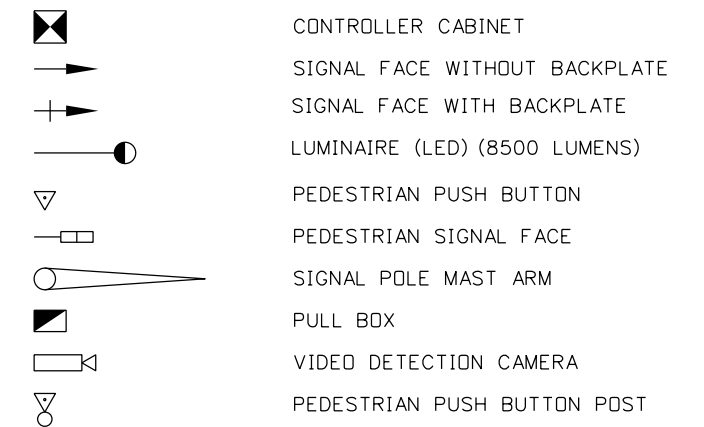 CONTROLLER CABINET
SIGNAL FACE WITHOUT BACKPLATE
SIGNAL FACE WITH BACKPLATE
LUMINAIRE (LED) (8500 LUMENS)
PEDESTRIAN PUSH BUTTON
PEDESTRIAN SIGNAL FACE
SIGNAL POLE MAST ARM
PULL BOX
VIDEO DETECTION CAMERA
PEDESTRIAN PUSH BUTTON POST